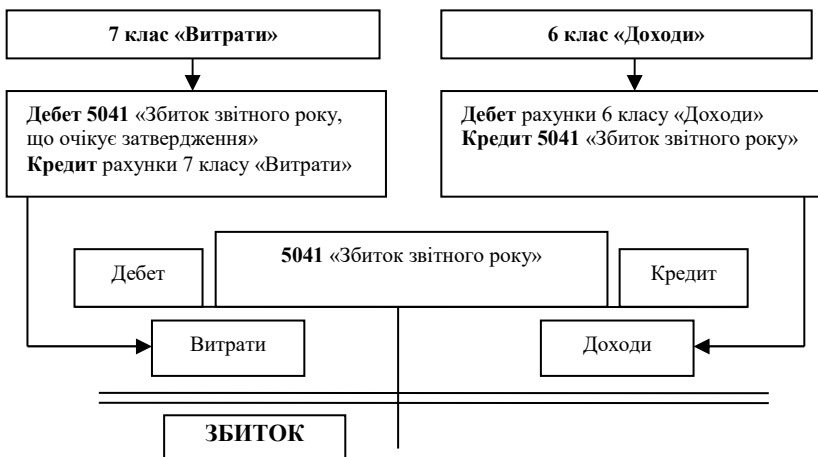 7 клас «Витрати»
6 клас «Доходи»
Дебет 5041 «Збиток звітного року,
що очікує затвердження»
Кредит рахунки 7 класу «Витрати»
Дебет рахунки 6 класу «Доходи»
Кредит 5041 «Збиток звітного року»
5041 «Збиток звітного року»
Дебет
Кредит
Витрати
Доходи
ЗБИТОК